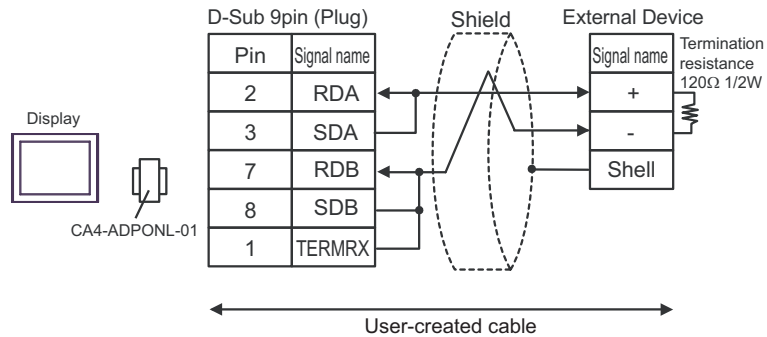 D-Sub 9pin (Plug)
Shield
External Device
Pin Signal name
2 RDA
3 SDA
7 RDB
8 SDB
1 TERMRX
Signal name
+
-
Shell
Termination
resistance
120Ω 1/2W
Display
CA4-ADPONL-01
User-created cable